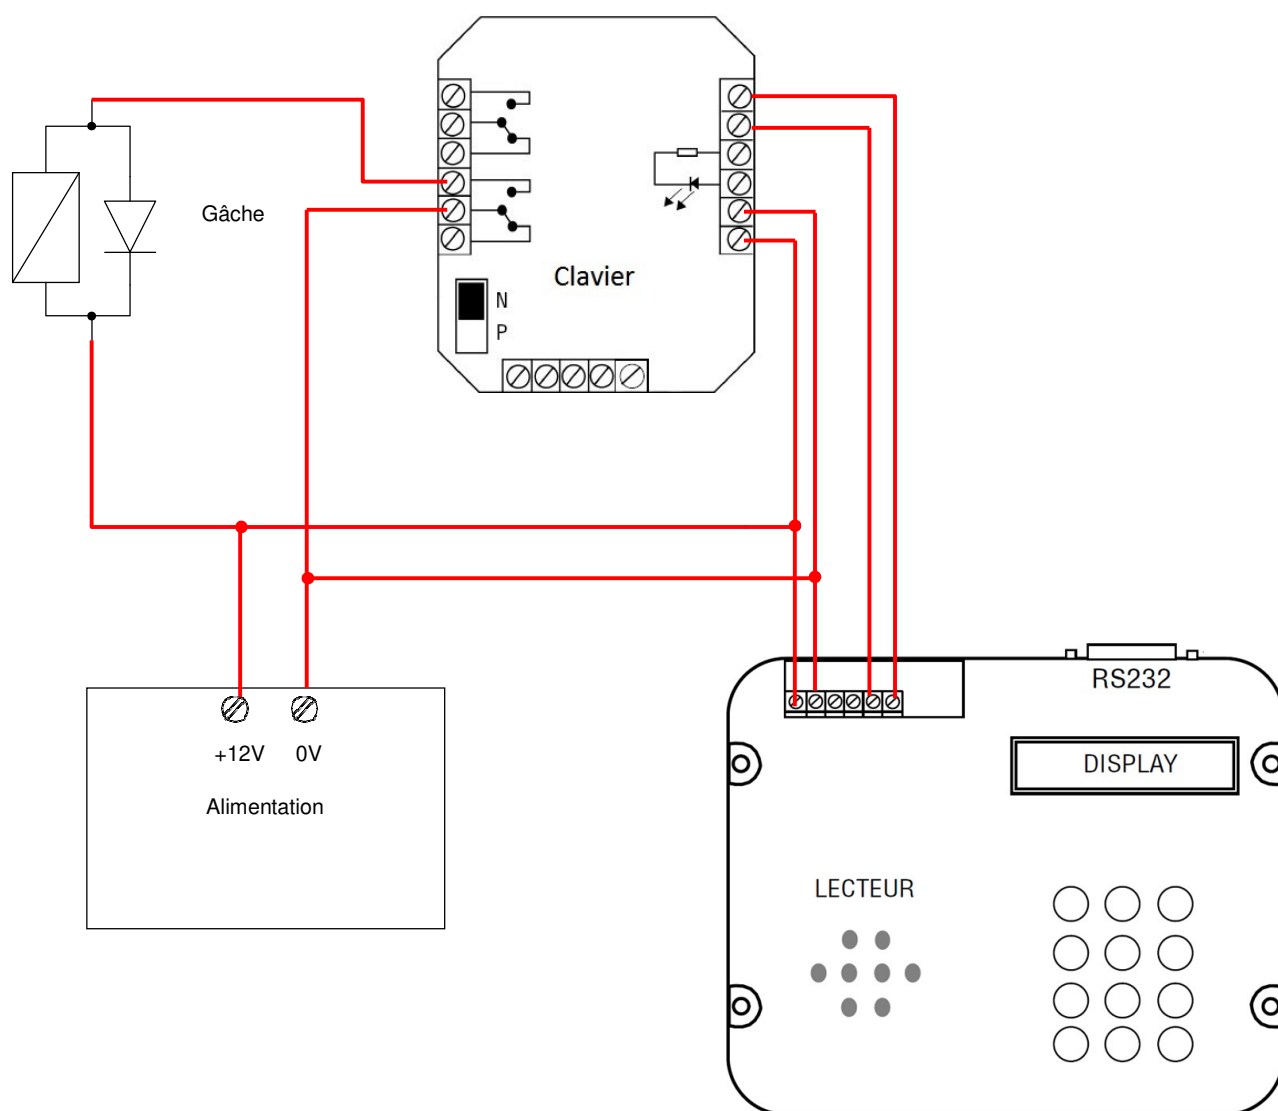 Gâche
Clavier
N
P
RS232
+12V 0V
DISPLAY
Alimentation
LECTEUR